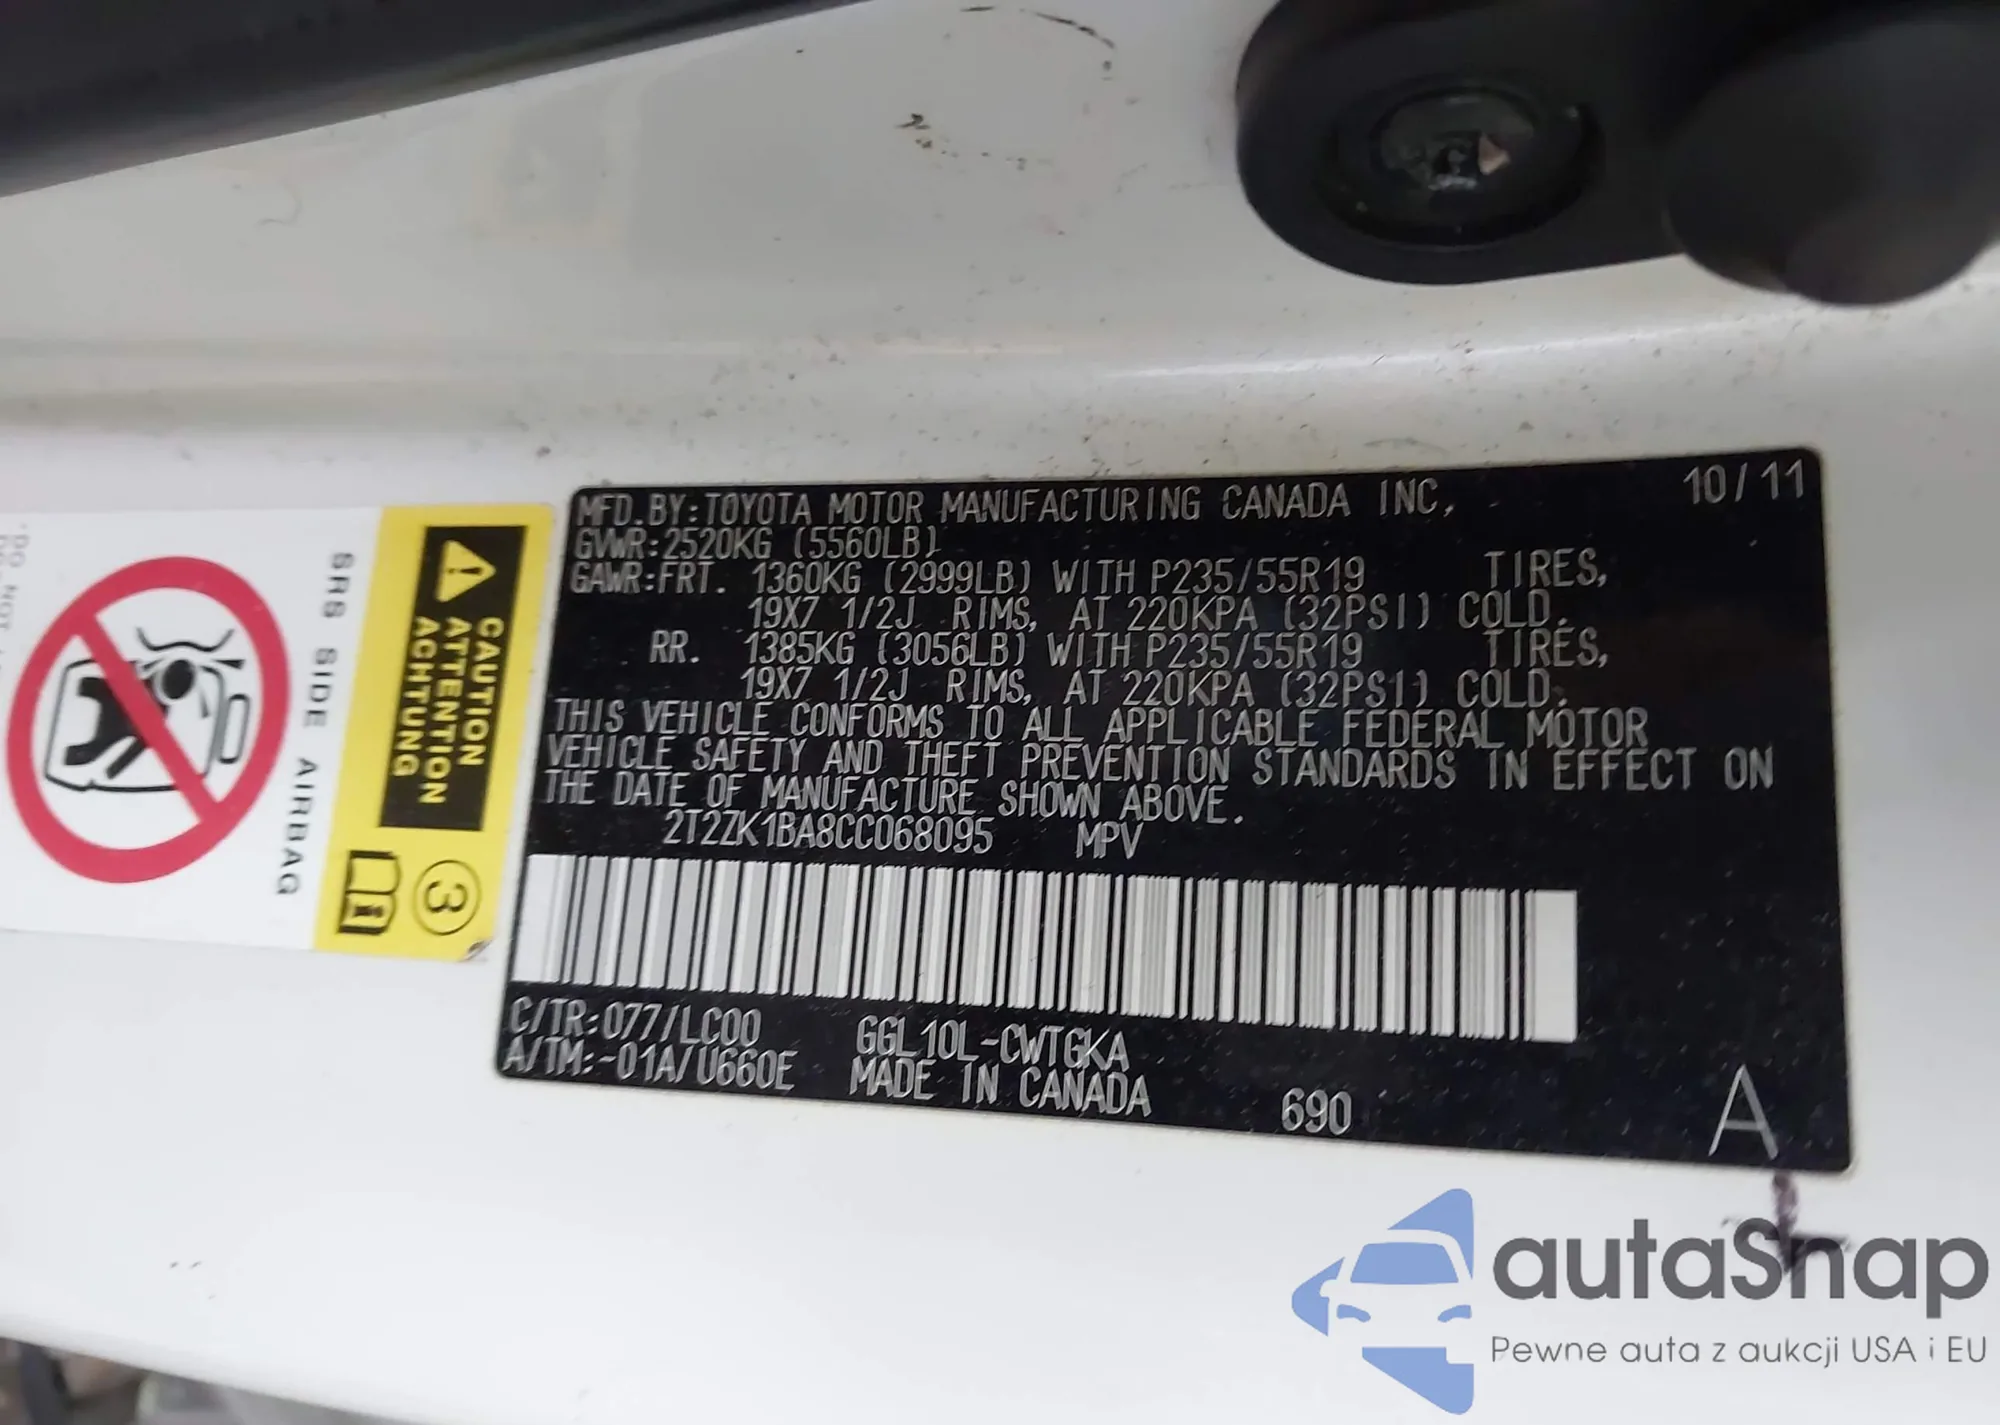 MFD.BY:TOYOTA MOTOR MANUFACTURING CANADA INC, 10/11
GVWR:2520KG (5560LB)
GAWR:FRT. 1360KG (2999LB) WITH P235/55R19 TIRES,
19X7 1/2J RIMS, AT 220KPA (32PSI) COLD.
RR. 1385KG (3056LB) WITH P235/55R19 TIRES,
19X7 1/2J RIMS, AT 220KPA (32PSI) COLD.
THIS VEHICLE CONFORMS TO ALL APPLICABLE FEDERAL MOTOR
VEHICLE SAFETY AND THEFT PREVENTION STANDARDS IN EFFECT ON
THE DATE OF MANUFACTURE SHOWN ABOVE.
2T2ZK1BA8CC068095 MPV
C/TR:077/LC00 GGL10L-CWTGKA
A/TM:-01A/U660E MADE IN CANADA 690 A
CAUTION
ATTENTION
ACHTUNG
3
SRS SIDE AIRBAG
autaSnap
Pewne auta z aukcji USA i EU